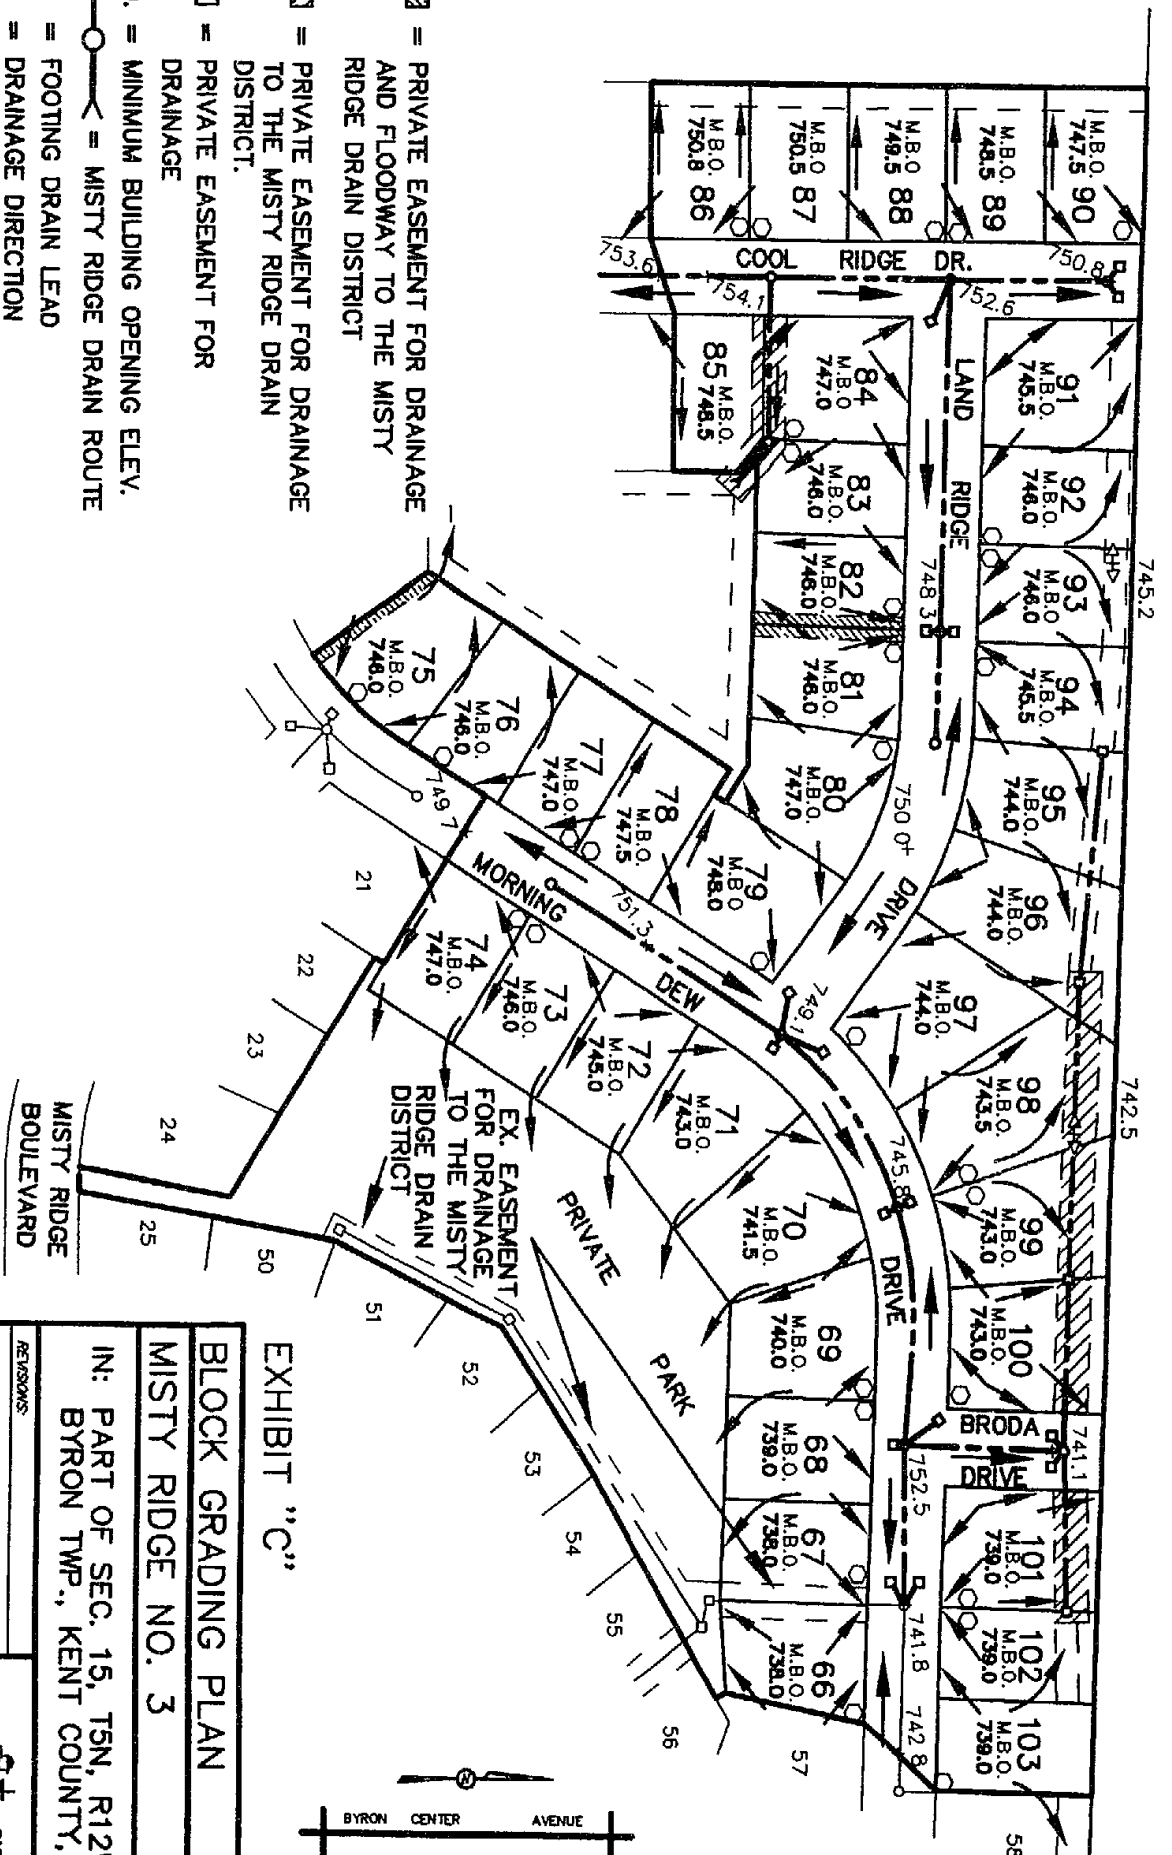 = PRIVATE EASEMENT FOR DRAINAGE
AND FLOODWAY TO THE MISTY
RIDGE DRAIN DISTRICT
= PRIVATE EASEMENT FOR DRAINAGE
TO THE MISTY RIDGE DRAIN
DISTRICT.
= PRIVATE EASEMENT FOR
DRAINAGE
. = MINIMUM BUILDING OPENING ELEV.
= MISTY RIDGE DRAIN ROUTE
= FOOTING DRAIN LEAD
= DRAINAGE DIRECTION
90
M.B.O.
747.5
89
M.B.O.
748.5
88
M.B.O
749.5
87
M.B.O
750.5
86
M.B.O.
750.8
COOL RIDGE DR.
753.6
754.1
752.6
750.8
85
M.B.O.
748.5
84
M.B.O
747.0
83
M.B.O.
746.0
82
M.B.O.
746.0
81
M.B.O.
746.0
80
M.B.O.
747.0
79
M.B.O
748.0
78
M.B.O.
747.5
77
M.B.O.
747.0
76
M.B.O.
746.0
75
M.B.O.
746.0
91
M.B.O.
745.5
92
M.B.O.
746.0
93
M.B.O.
746.0
94
M.B.O.
745.5
95
M.B.O.
744.0
96
M.B.O.
744.0
97
M.B.O.
744.0
98
M.B.O.
743.5
99
M.B.O.
743.0
100
M.B.O.
743.0
101
M.B.O.
739.0
102
M.B.O.
739.0
103
M.B.O.
739.0
745.2
742.5
LAND RIDGE DRIVE
748.3
750.0+
749.1
MORNING DEW DRIVE
749.7
751.3
745.8
752.5
741.8
742.8
BRODA
DRIVE
741.1
74
M.B.O.
747.0
73
M.B.O.
746.0
72
M.B.O.
745.0
71
M.B.O.
743.0
70
M.B.O.
741.5
69
M.B.O.
740.0
68
M.B.O.
739.0
67
M.B.O.
738.0
66
M.B.O.
738.0
EX. EASEMENT
FOR DRAINAGE
TO THE MISTY
RIDGE DRAIN
DISTRICT
PRIVATE PARK
21
22
23
24
25
50
51
52
53
54
55
56
57
58
MISTY RIDGE
BOULEVARD
EXHIBIT "C"
BLOCK GRADING PLAN
MISTY RIDGE NO. 3
IN: PART OF SEC. 15, T5N, R12
BYRON TWP., KENT COUNTY,
REVISIONS:
N
BYRON CENTER AVENUE